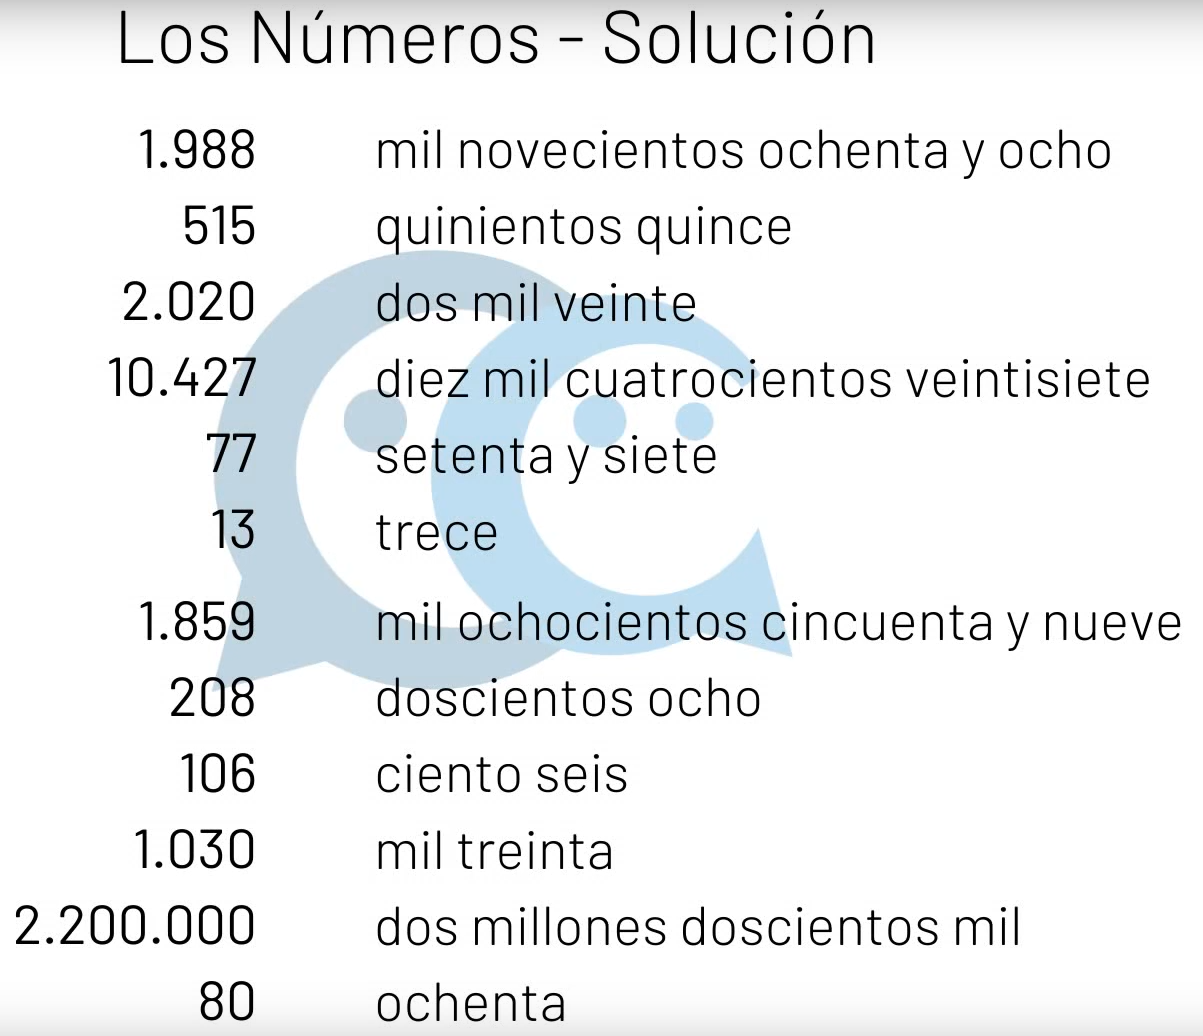 Los Números - Solución
1.988 mil novecientos ochenta y ocho
515 quinientos quince
2.020 dos mil veinte
10.427 diez mil cuatrocientos veintisiete
77 setenta y siete
13 trece
1.859 mil ochocientos cincuenta y nueve
208 doscientos ocho
106 ciento seis
1.030 mil treinta
2.200.000 dos millones doscientos mil
80 ochenta